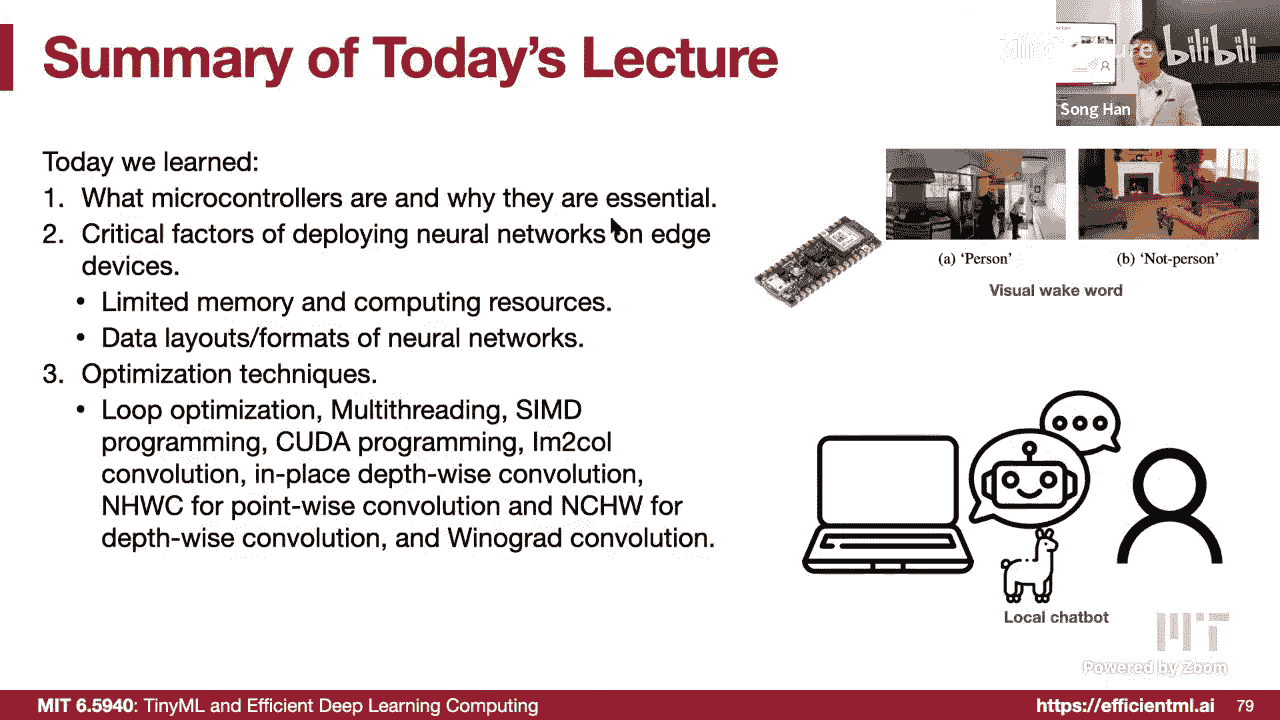 Summary of Today's Lecture
bilibili
Song Han
Today we learned:
1. What microcontrollers are and why they are essential.
2. Critical factors of deploying neural networks on edge
devices.
• Limited memory and computing resources.
• Data layouts/formats of neural networks.
3. Optimization techniques.
• Loop optimization, Multithreading, SIMD
programming, CUDA programming, Im2col
convolution, in-place depth-wise convolution,
NHWC for point-wise convolution and NCHW for
depth-wise convolution, and Winograd convolution.
(a) ‘Person’
(b) ‘Not-person’
Visual wake word
Local chatbot
MIT
Powered by Zoom
MIT 6.5940: TinyML and Efficient Deep Learning Computing
https://efficientml.ai
79